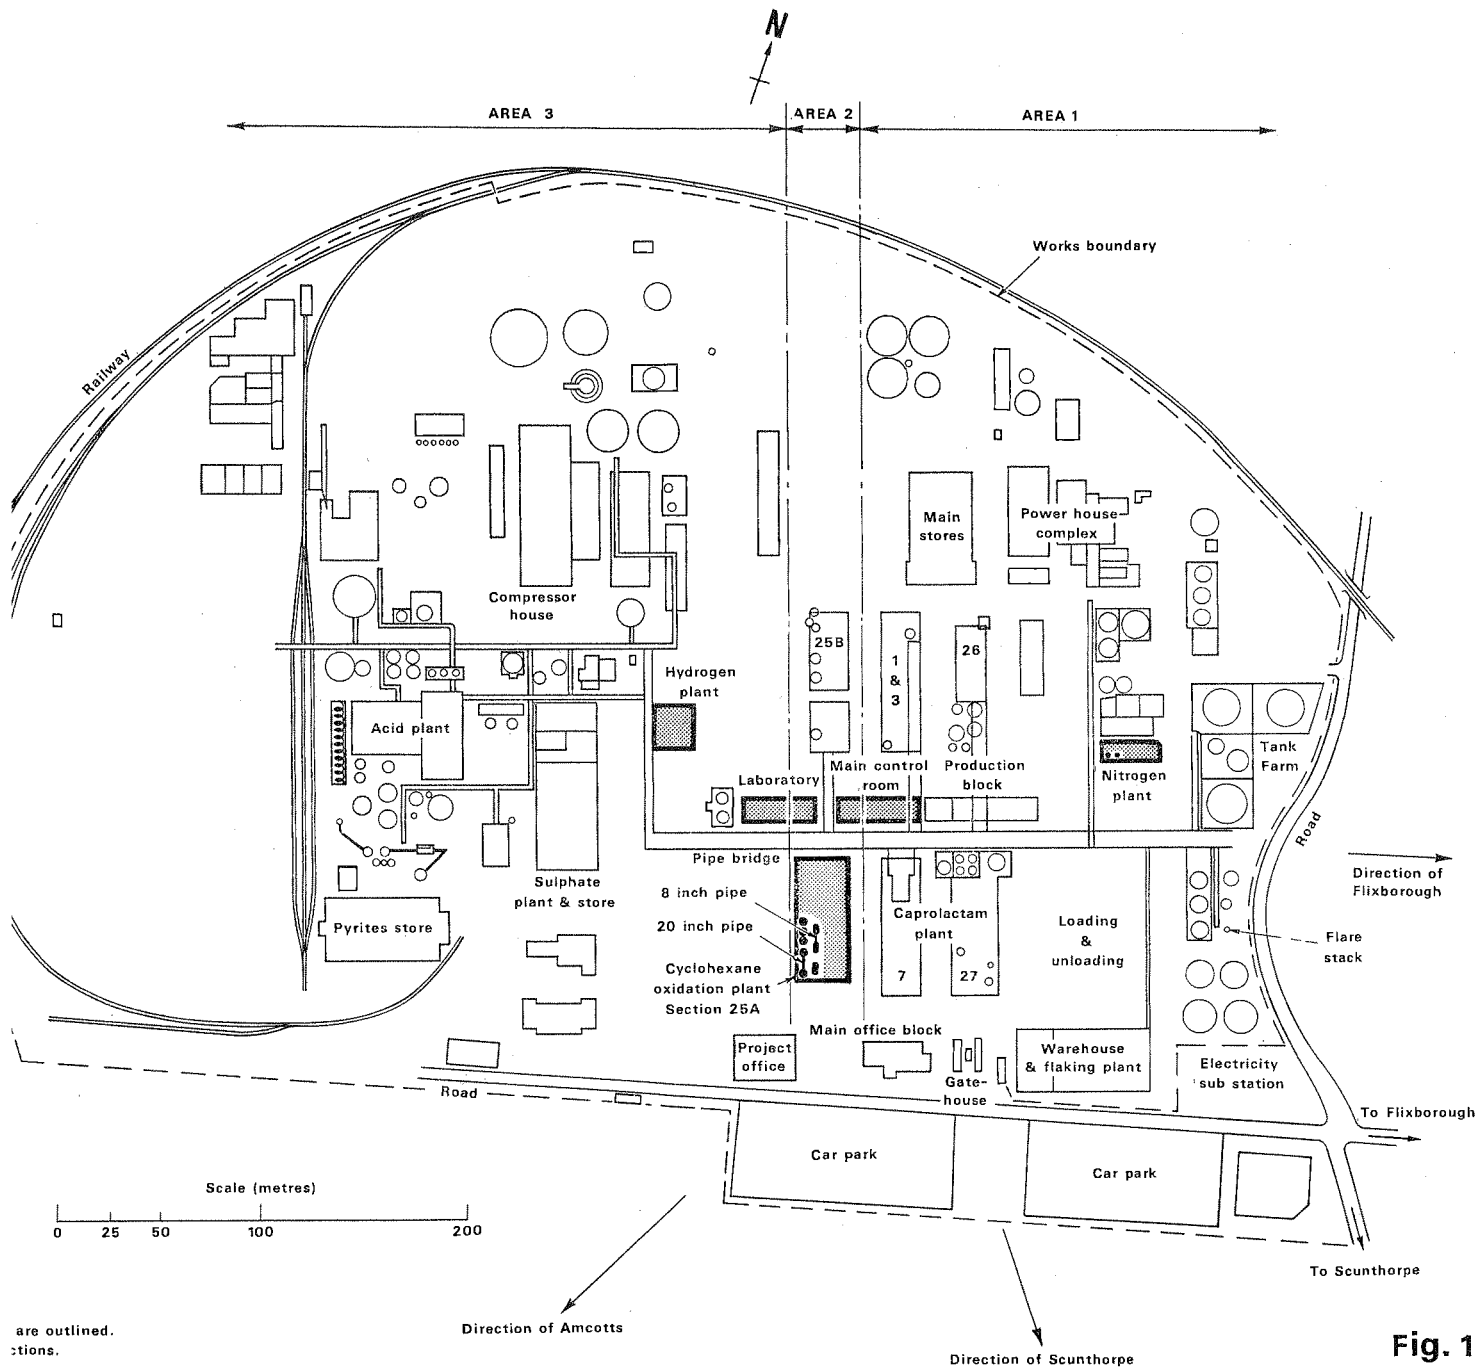 N
AREA 3
AREA 2
AREA 1
Works boundary
Railway
Main
stores
Power house
complex
Compressor
house
25B
1
&
3
26
Hydrogen
plant
Acid plant
Tank
Farm
Nitrogen
plant
Laboratory
Main control
room
Production
block
Road
Pipe bridge
8 inch pipe
20 inch pipe
Cyclohexane
oxidation plant
Section 25A
Sulphate
plant & store
Pyrites store
Caprolactam
plant
7
27
Loading
&
unloading
Direction of
Flixborough
Flare
stack
Main office block
Project
office
Gate-
house
Warehouse
& flaking plant
Electricity
sub station
Road
To Flixborough
Car park
Car park
Scale (metres)
0 25 50 100 200
To Scunthorpe
Direction of Amcotts
Direction of Scunthorpe
are outlined.
ctions.
Fig. 1